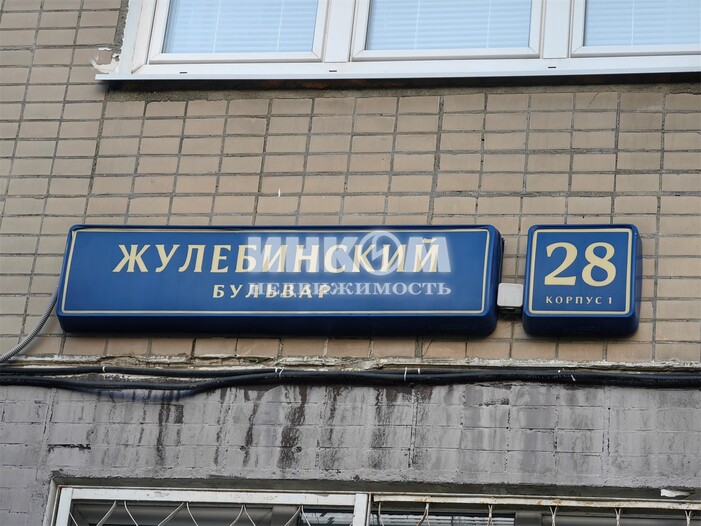 ЖУЛЕБИНСКИЙ
БУЛЬВАР
28
КОРПУС 1
ИНКОМ
НЕДВИЖИМОСТЬ